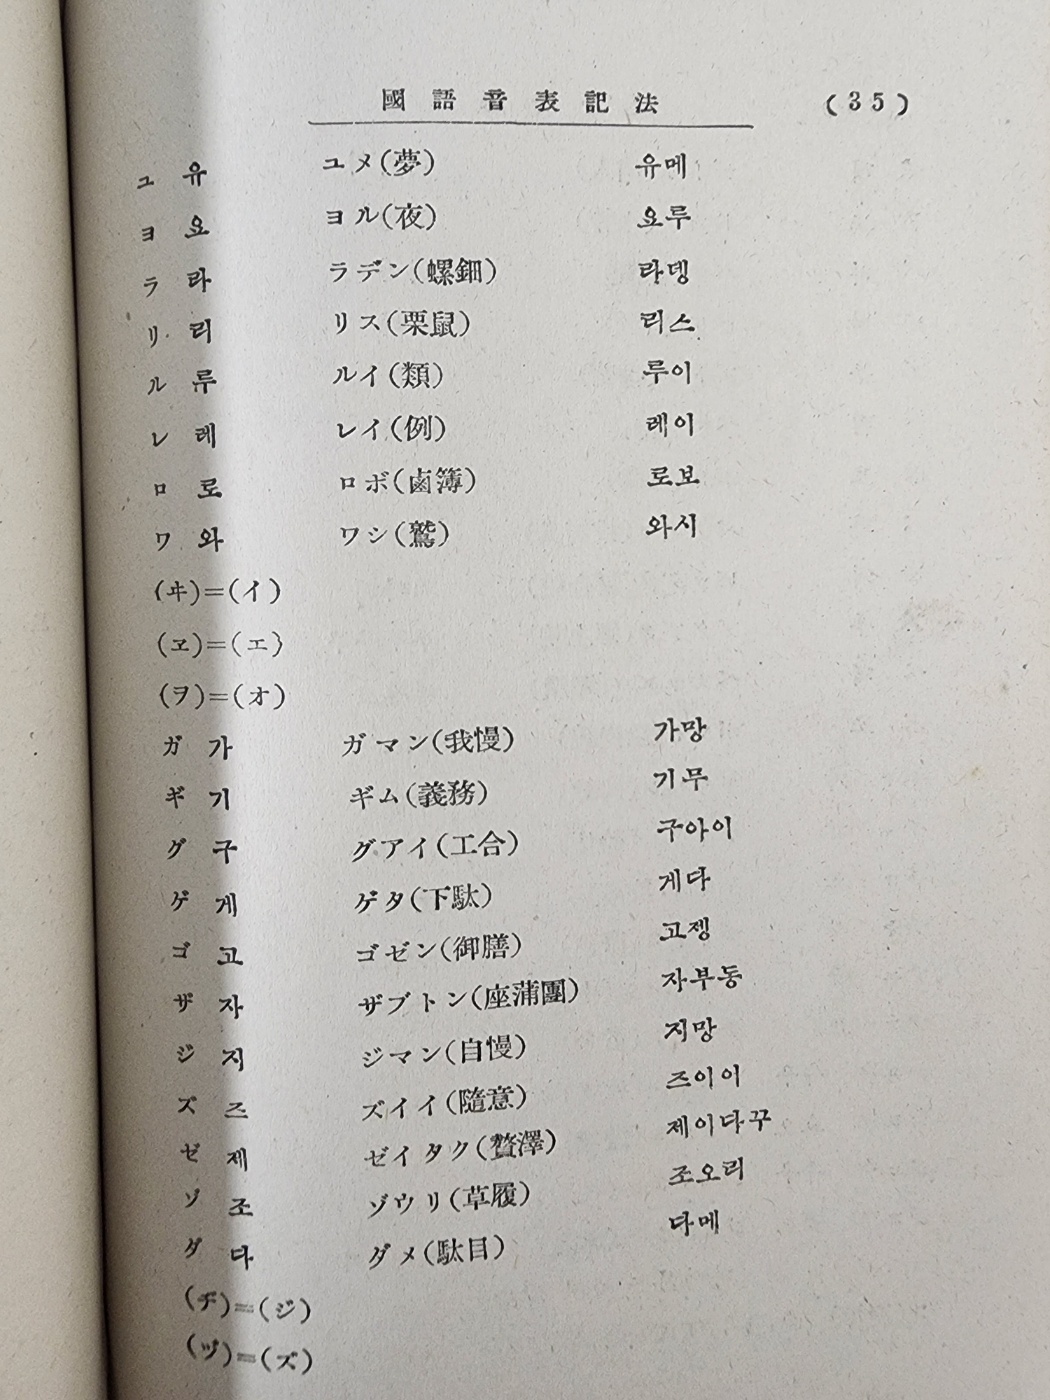 國語音表記法 (35)
ユ 유 ユメ(夢) 유메
ヨ 요 ヨル(夜) 요루
ラ 라 ラデン(螺鈿) 라뎅
リ 리 リス(栗鼠) 리스
ル 루 ルイ(類) 루이
レ 레 レイ(例) 레이
ロ 로 ロボ(鹵簿) 로보
ワ 와 ワシ(鷲) 와시
(ヰ)=(イ)
(ヱ)=(エ)
(ヲ)=(オ)
ガ 가 ガマン(我慢) 가망
ギ 기 ギム(義務) 기무
グ 구 グアイ(工合) 구아이
ゲ 게 ゲタ(下駄) 게다
ゴ 고 ゴゼン(御膳) 고젱
ザ 자 ザブトン(座蒲團) 자부동
ジ 지 ジマン(自慢) 지망
ズ 즈 ズイイ(隨意) 즈이이
ゼ 제 ゼイタク(贅澤) 제이다꾸
ゾ 조 ゾウリ(草履) 조오리
ダ 다 ダメ(駄目) 다메
(ヂ)=(ジ)
(ヅ)=(ズ)